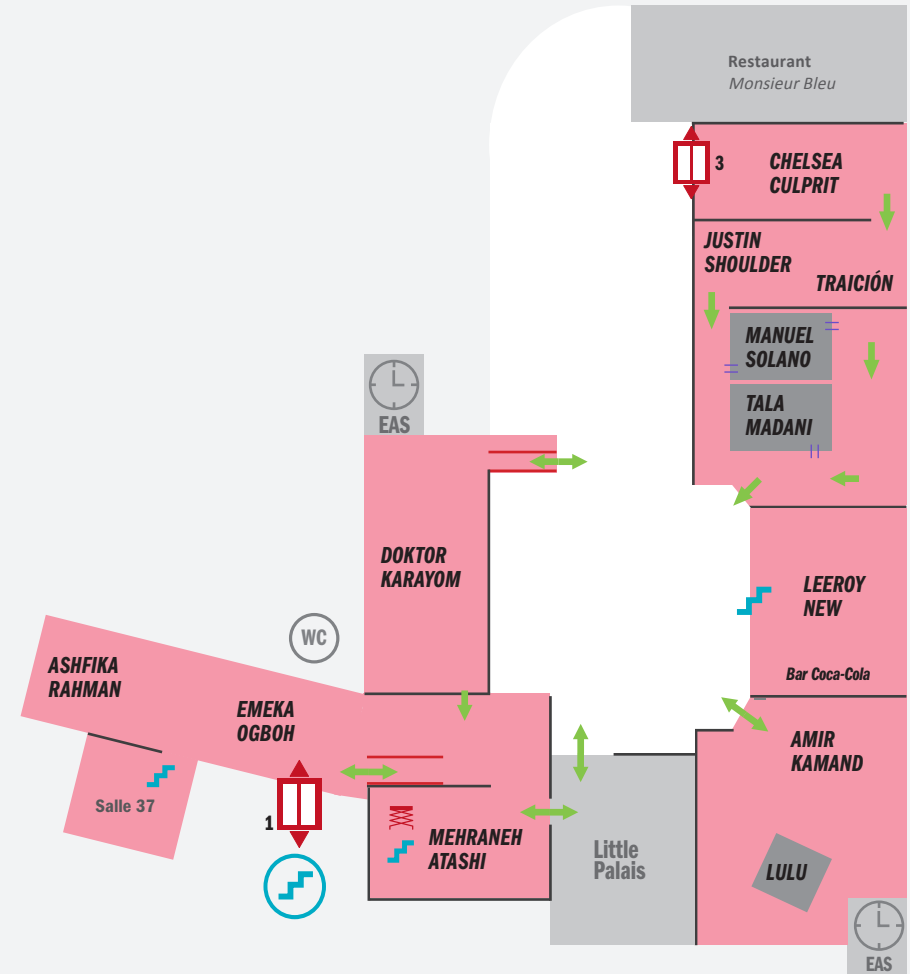 Restaurant
Monsieur Bleu
3
CHELSEA
CULPRIT
JUSTIN
SHOULDER
TRAICIÓN
MANUEL
SOLANO
TALA
MADANI
EAS
DOKTOR
KARAYOM
LEEROY
NEW
Bar Coca-Cola
WC
ASHFIKA
RAHMAN
EMEKA
OGBOH
AMIR
KAMAND
Salle 37
1
MEHRANEH
ATASHI
Little
Palais
LULU
EAS